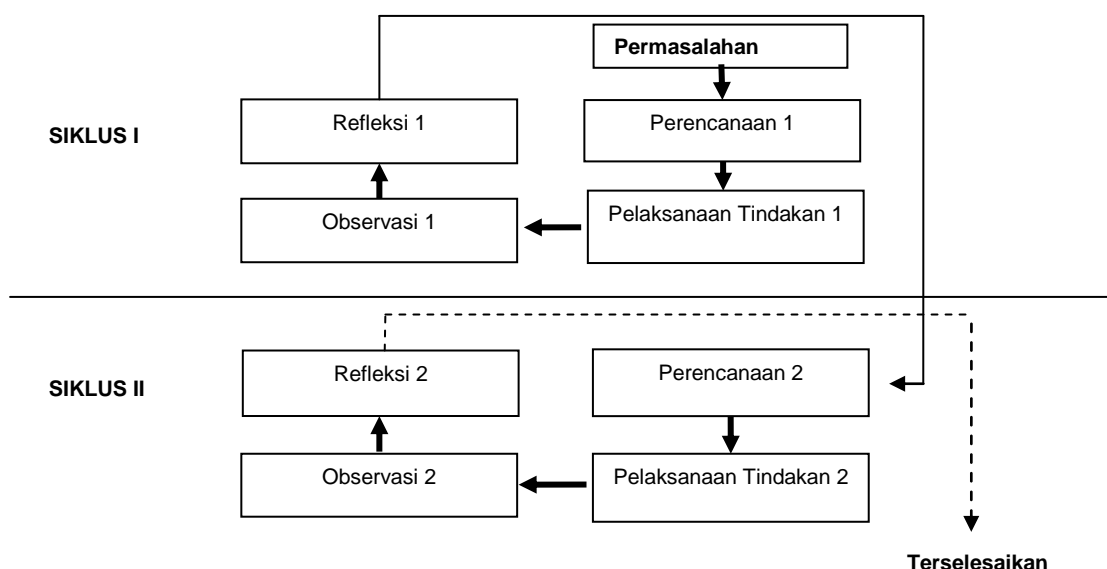 Permasalahan
SIKLUS I
Refleksi 1
Perencanaan 1
Observasi 1
Pelaksanaan Tindakan 1
SIKLUS II
Refleksi 2
Perencanaan 2
Observasi 2
Pelaksanaan Tindakan 2
Terselesaikan